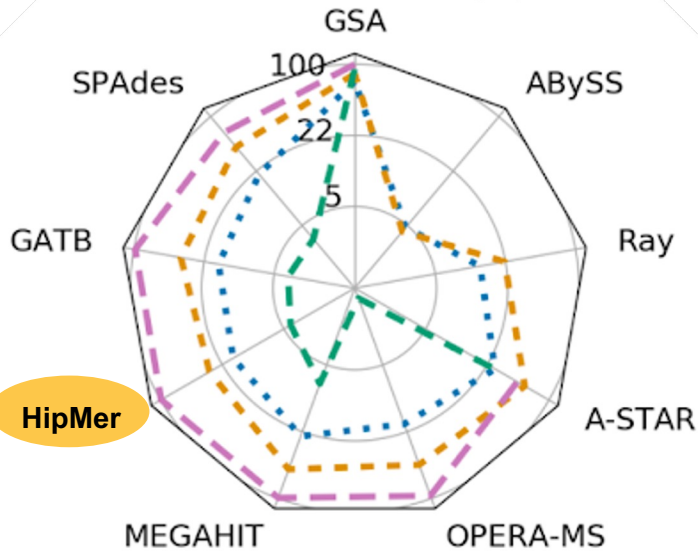 GSA
100
SPAdes
ABySS
22
5
GATB
Ray
HipMer
A-STAR
MEGAHIT
OPERA-MS